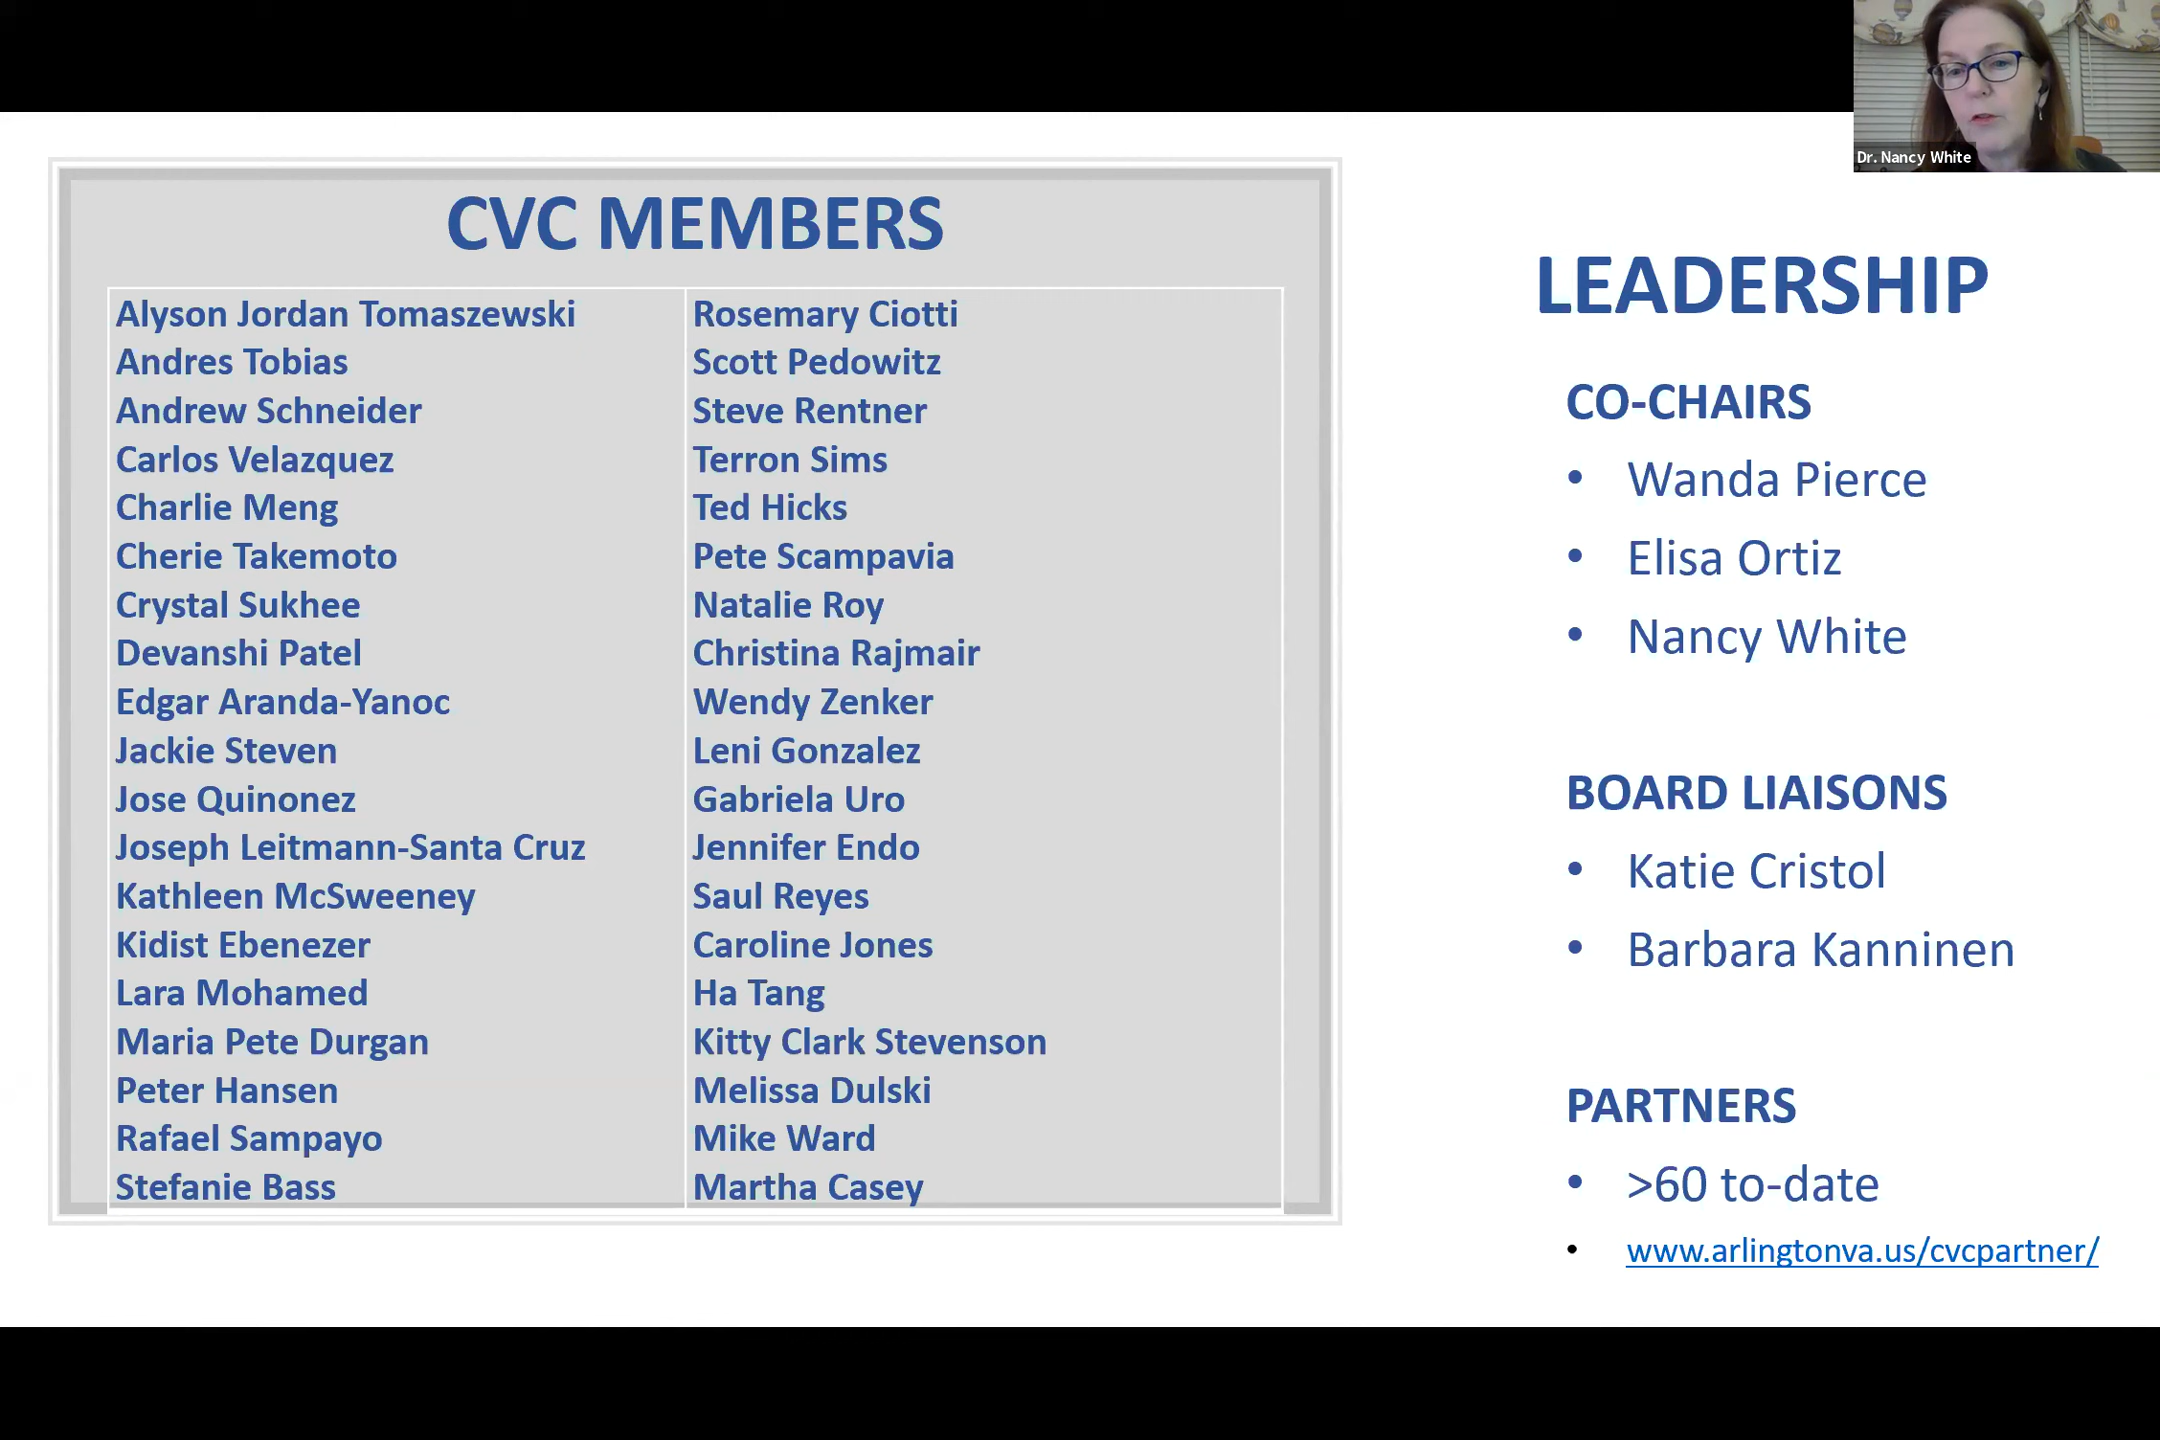 Dr. Nancy White
CVC MEMBERS
Alyson Jordan Tomaszewski
Andres Tobias
Andrew Schneider
Carlos Velazquez
Charlie Meng
Cherie Takemoto
Crystal Sukhee
Devanshi Patel
Edgar Aranda-Yanoc
Jackie Steven
Jose Quinonez
Joseph Leitmann-Santa Cruz
Kathleen McSweeney
Kidist Ebenezer
Lara Mohamed
Maria Pete Durgan
Peter Hansen
Rafael Sampayo
Stefanie Bass
Rosemary Ciotti
Scott Pedowitz
Steve Rentner
Terron Sims
Ted Hicks
Pete Scampavia
Natalie Roy
Christina Rajmair
Wendy Zenker
Leni Gonzalez
Gabriela Uro
Jennifer Endo
Saul Reyes
Caroline Jones
Ha Tang
Kitty Clark Stevenson
Melissa Dulski
Mike Ward
Martha Casey
LEADERSHIP
CO-CHAIRS
• Wanda Pierce
• Elisa Ortiz
• Nancy White
BOARD LIAISONS
• Katie Cristol
• Barbara Kanninen
PARTNERS
• >60 to-date
• www.arlingtonva.us/cvcpartner/